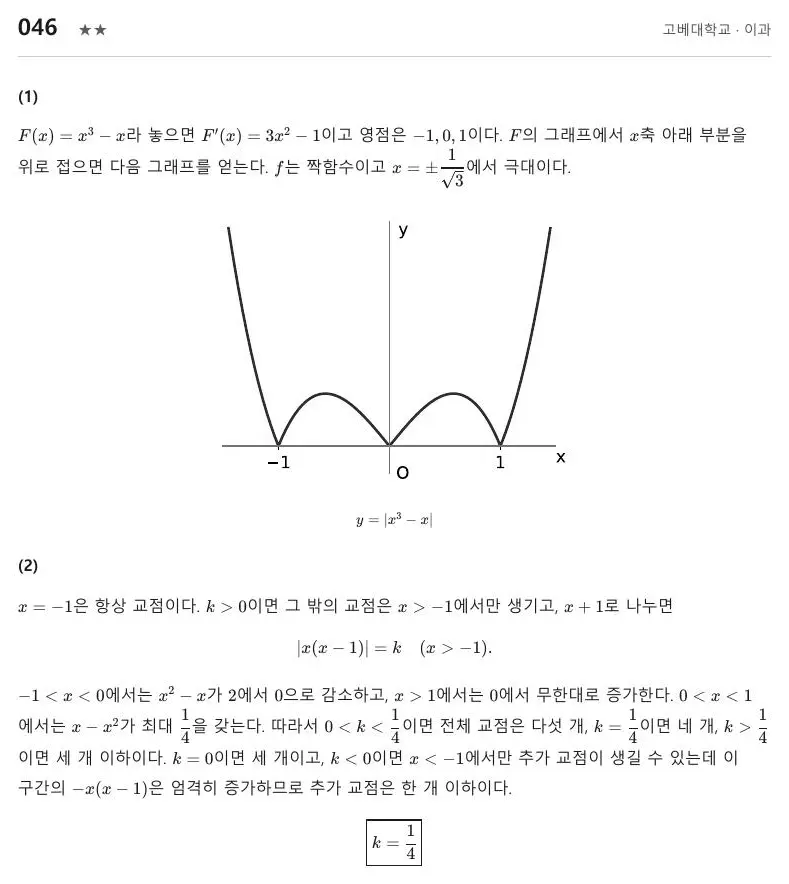 046 ★★ 고베대학교 · 이과
(1)
F(x) = x³ − x라 놓으면 F′(x) = 3x² − 1이고 영점은 −1, 0, 1이다. F의 그래프에서 x축 아래 부분을
위로 접으면 다음 그래프를 얻는다. f는 짝함수이고 x = ±1/√3에서 극대이다.
y
−1 O 1 x
y = |x³ − x|
(2)
x = −1은 항상 교점이다. k > 0이면 그 밖의 교점은 x > −1에서만 생기고, x + 1로 나누면
|x(x − 1)| = k (x > −1).
−1 < x < 0에서는 x² − x가 2에서 0으로 감소하고, x > 1에서는 0에서 무한대로 증가한다. 0 < x < 1
에서는 x − x²가 최대 1/4을 갖는다. 따라서 0 < k < 1/4이면 전체 교점은 다섯 개, k = 1/4이면 네 개, k > 1/4
이면 세 개 이하이다. k = 0이면 세 개이고, k < 0이면 x < −1에서만 추가 교점이 생길 수 있는데 이
구간의 −x(x − 1)은 엄격히 증가하므로 추가 교점은 한 개 이하이다.
k = 1/4